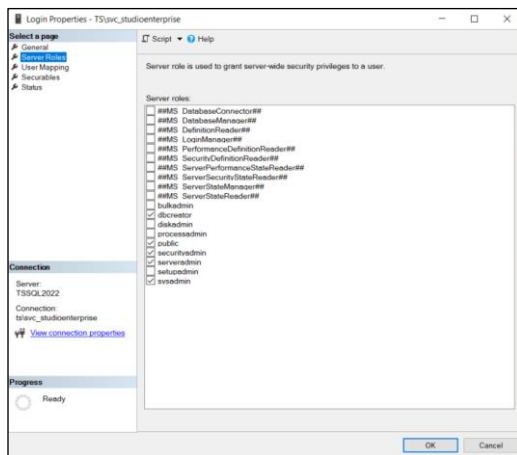 Login Properties - TS\svc_studioenterprise
Select a page
General
Server Roles
User Mapping
Securables
Status
Script
Help
Server role is used to grant server-wide security privileges to a user.
Server roles:
##MS_DatabaseConnector##
##MS_DatabaseManager##
##MS_DefinitionReader##
##MS_LoginManager##
##MS_PerformanceDefinitionReader##
##MS_SecurityDefinitionReader##
##MS_ServerPerformanceStateReader##
##MS_ServerSecurityStateReader##
##MS_ServerStateManager##
##MS_ServerStateReader##
bulkadmin
dbcreator
diskadmin
processadmin
public
securityadmin
serveradmin
setupadmin
sysadmin
Connection
Server:
TSSQL2022
Connection:
ts\svc_studioenterprise
View connection properties
Progress
Ready
OK
Cancel